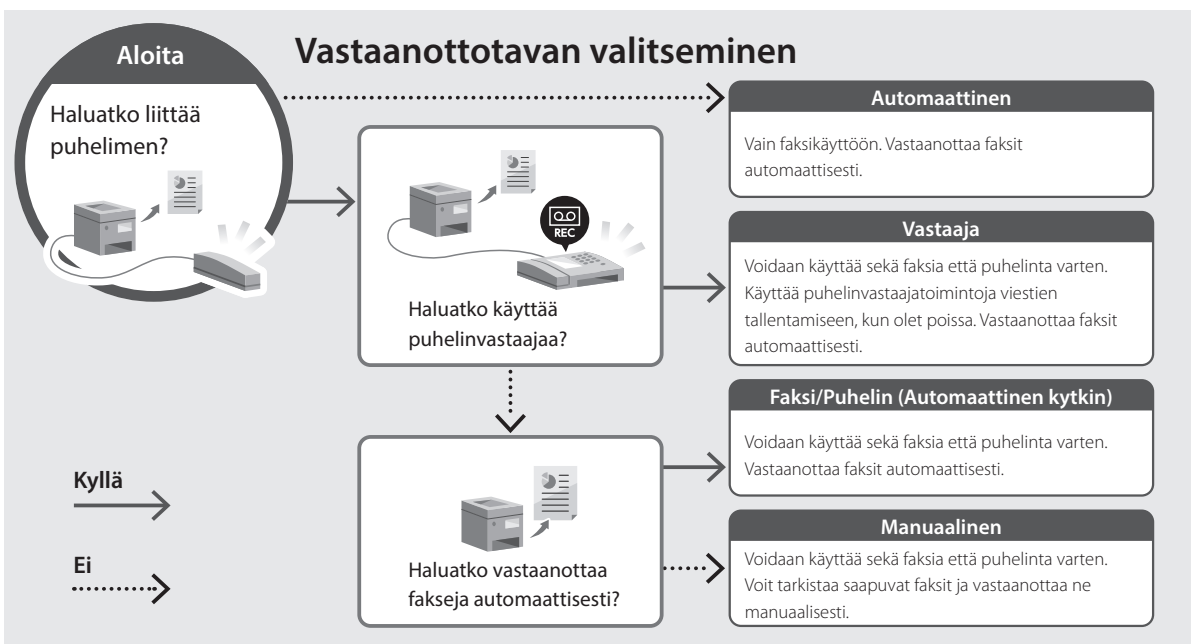 Vastaanottotavan valitseminen
Aloita
Haluatko liittää
puhelimen?
Automaattinen
Vain faksikäyttöön. Vastaanottaa faksit
automaattisesti.
REC
Haluatko käyttää
puhelinvastaajaa?
Vastaaja
Voidaan käyttää sekä faksia että puhelinta varten.
Käyttää puhelinvastaajatoimintoja viestien
tallentamiseen, kun olet poissa. Vastaanottaa faksit
automaattisesti.
Faksi/Puhelin (Automaattinen kytkin)
Voidaan käyttää sekä faksia että puhelinta varten.
Vastaanottaa faksit automaattisesti.
Haluatko vastaanottaa
fakseja automaattisesti?
Manuaalinen
Voidaan käyttää sekä faksia että puhelinta varten.
Voit tarkistaa saapuvat faksit ja vastaanottaa ne
manuaalisesti.
Kyllä
Ei